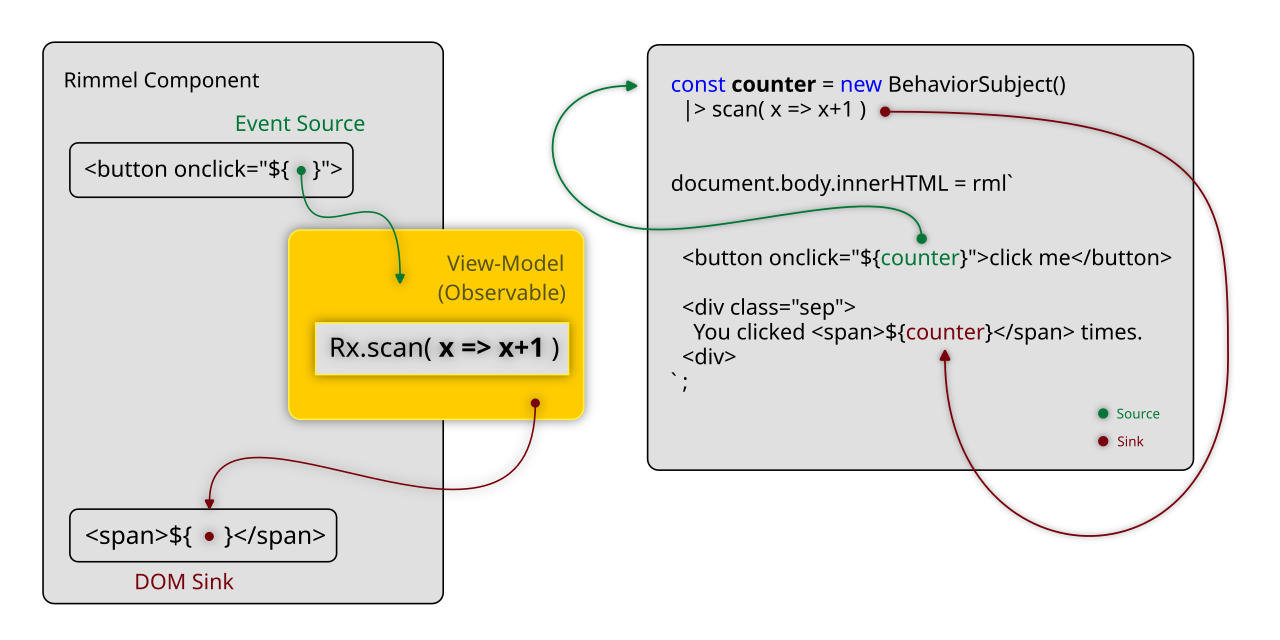 Rimmel Component
Event Source
<button onclick="${ }">
View-Model
(Observable)
Rx.scan( x => x+1 )
<span>${ }</span>
DOM Sink
const counter = new BehaviorSubject()
|> scan( x => x+1 )
document.body.innerHTML = rml`
<button onclick="${counter}">click me</button>
<div class="sep">
You clicked <span>${counter}</span> times.
<div>
` ;
Source
Sink